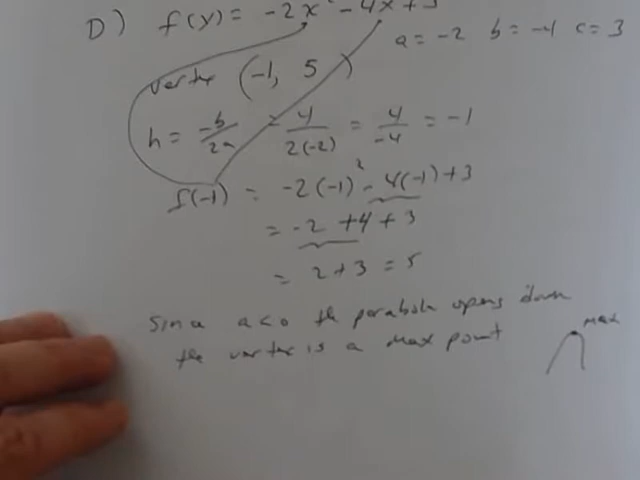 D) f(x) = -2x² - 4x + 3
a = -2 b = -4 c = 3
vertex (-1, 5)
h = -b/2a = 4/2(-2) = 4/-4 = -1
f(-1) = -2(-1)² - 4(-1) + 3
= -2 + 4 + 3
= 2 + 3 = 5
Since a < 0 the parabola opens down
max
the vertex is a max point